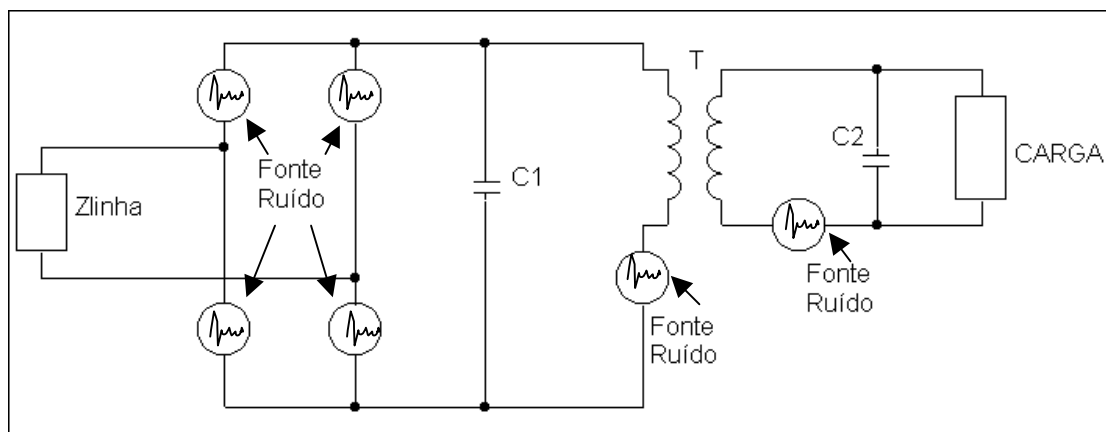 T
Fonte
Ruído
C1
C2
CARGA
Zlinha
Fonte
Ruído
Fonte
Ruído